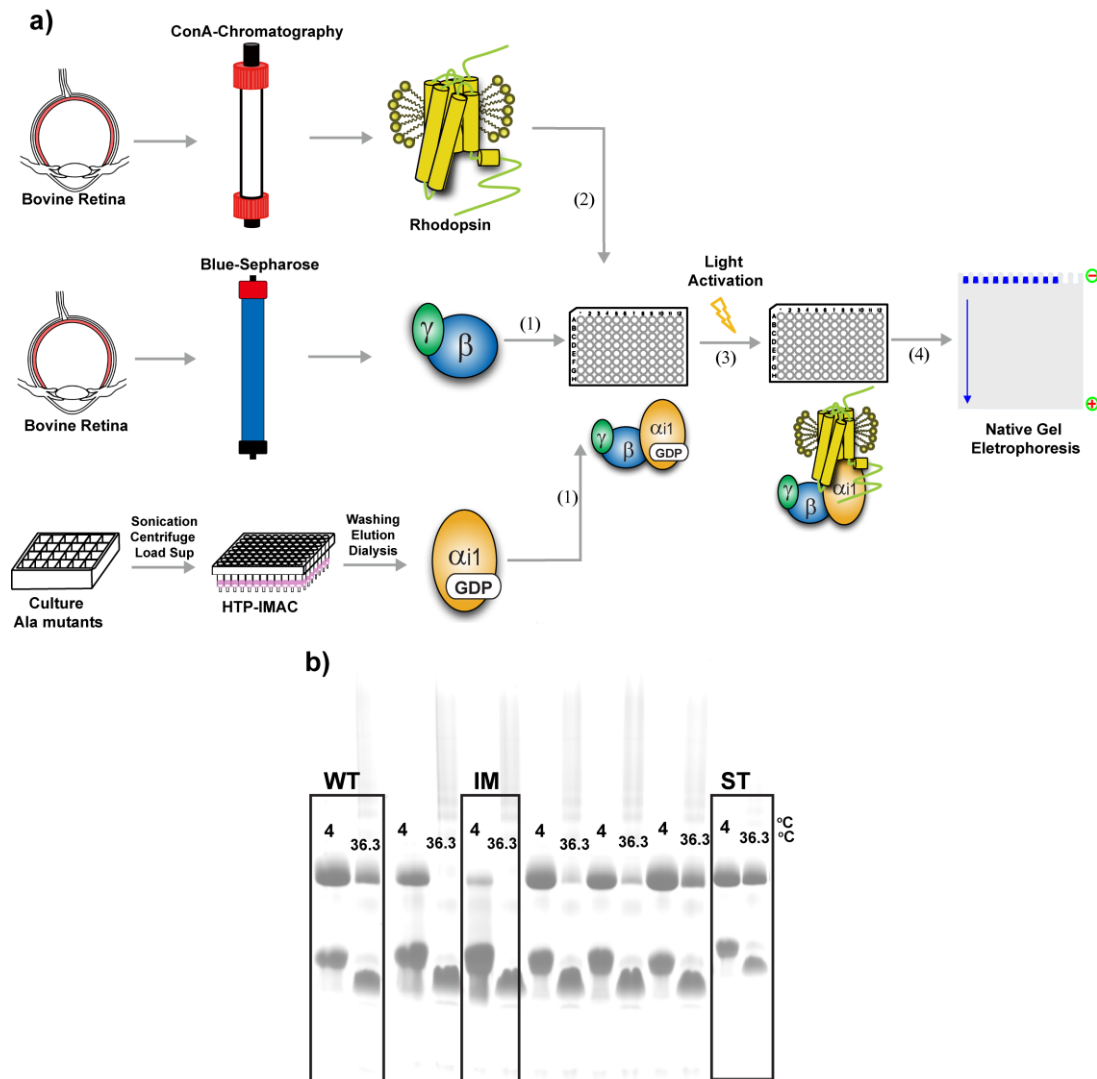 a)
ConA-Chromatography
Bovine Retina
Rhodopsin
(2)
Blue-Sepharose
Light
Activation
γ
β
(1)
(3)
(4)
Bovine Retina
γ
β
αi1
GDP
Native Gel
Eletrophoresis
γ
β
αi1
(1)
Sonication
Centrifuge
Load Sup
Washing
Elution
Dialysis
αi1
GDP
Culture
Ala mutants
HTP-IMAC
b)
WT
IM
ST
4 4 4 4 4 4 4 ºC
36.3 36.3 36.3 36.3 36.3 36.3 36.3 ºC